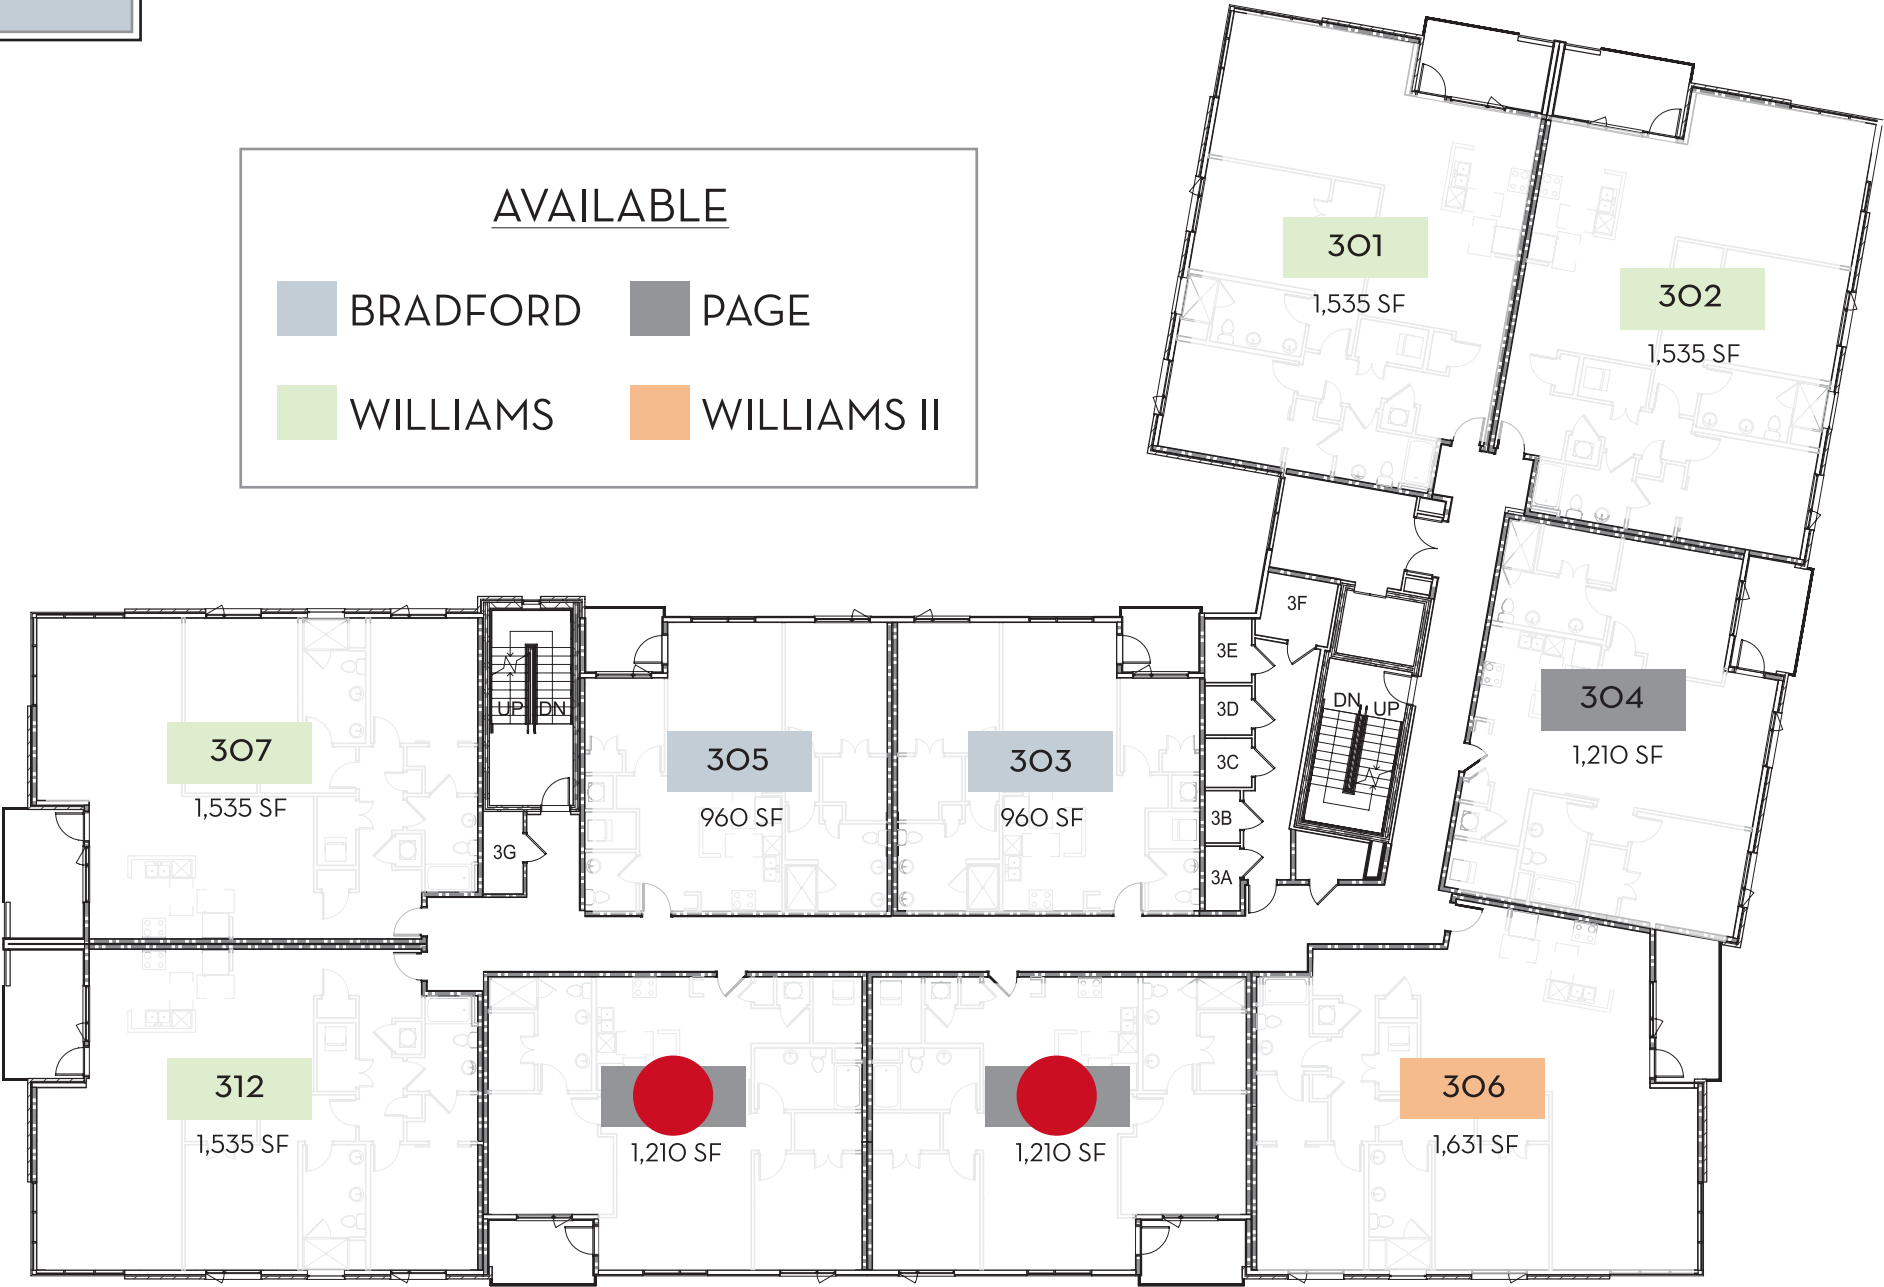 AVAILABLE
BRADFORD
PAGE
WILLIAMS
WILLIAMS II
301
1,535 SF
302
1,535 SF
3F
3E
3D
3C
3B
3A
DN
UP
304
1,210 SF
307
1,535 SF
UP
DN
3G
305
960 SF
303
960 SF
312
1,535 SF
1,210 SF
1,210 SF
306
1,631 SF